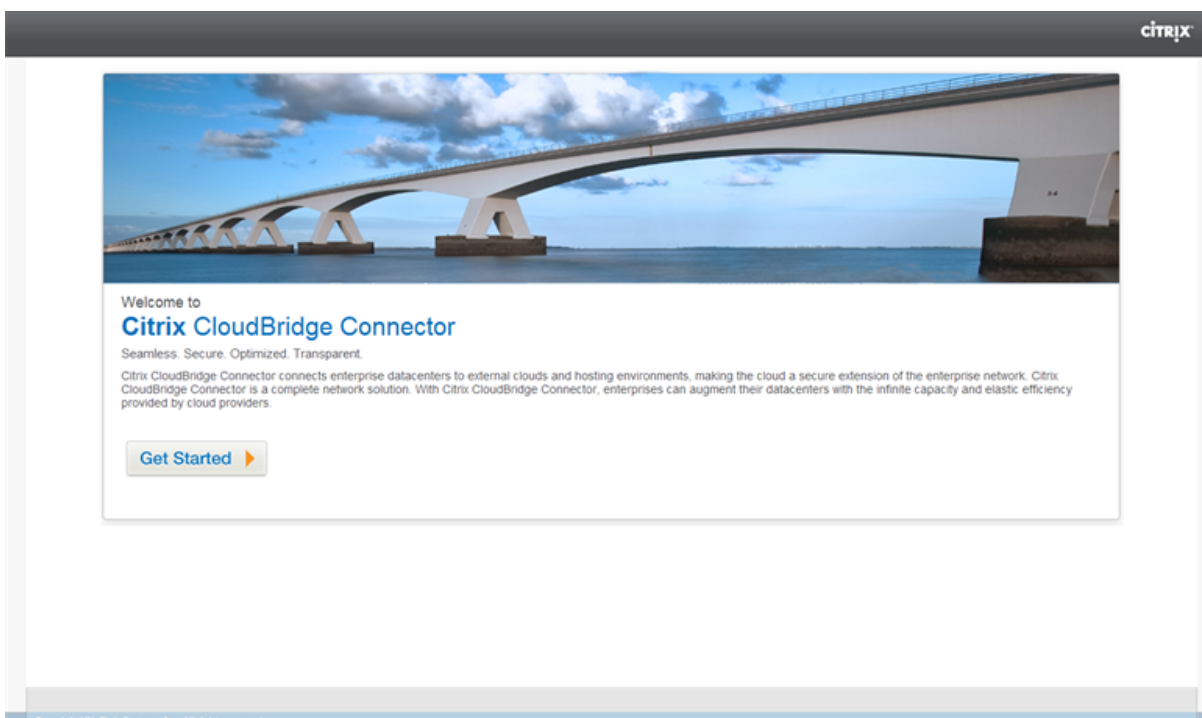 CİTRIX
Welcome to
Citrix CloudBridge Connector
Seamless. Secure. Optimized. Transparent.
Citrix CloudBridge Connector connects enterprise datacenters to external clouds and hosting environments, making the cloud a secure extension of the enterprise network. Citrix
CloudBridge Connector is a complete network solution. With Citrix CloudBridge Connector, enterprises can augment their datacenters with the infinite capacity and elastic efficiency
provided by cloud providers.
Get Started